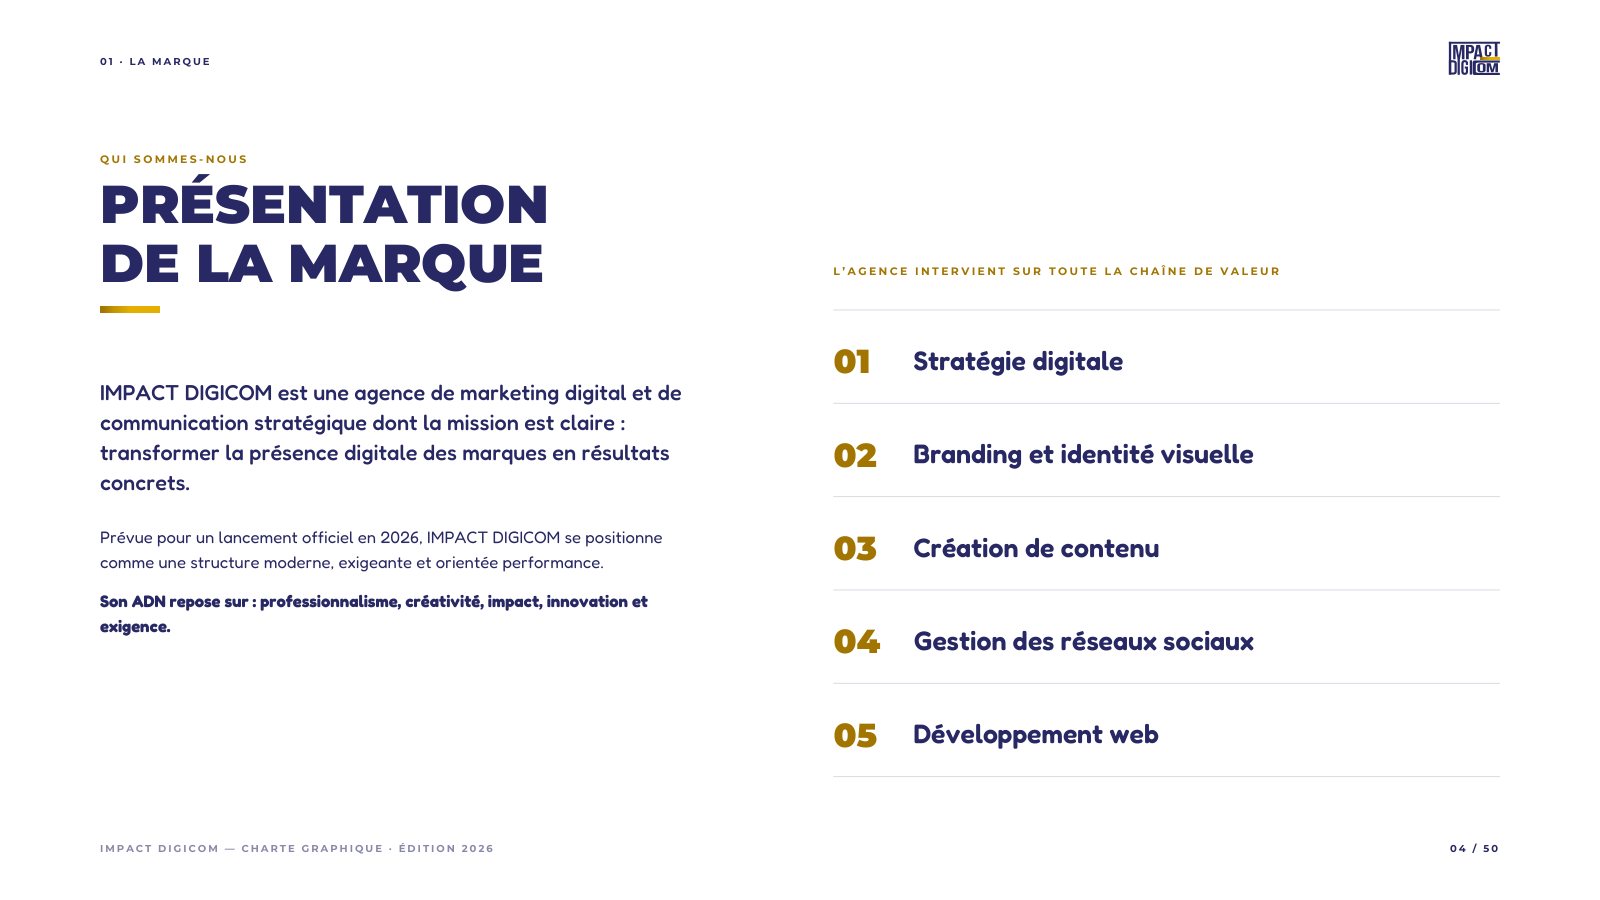 01 · LA MARQUE
IMPACT
DIGICOM
QUI SOMMES-NOUS
PRÉSENTATION
DE LA MARQUE
IMPACT DIGICOM est une agence de marketing digital et de
communication stratégique dont la mission est claire :
transformer la présence digitale des marques en résultats
concrets.
Prévue pour un lancement officiel en 2026, IMPACT DIGICOM se positionne
comme une structure moderne, exigeante et orientée performance.
Son ADN repose sur : professionnalisme, créativité, impact, innovation et
exigence.
L'AGENCE INTERVIENT SUR TOUTE LA CHAÎNE DE VALEUR
01 Stratégie digitale
02 Branding et identité visuelle
03 Création de contenu
04 Gestion des réseaux sociaux
05 Développement web
IMPACT DIGICOM — CHARTE GRAPHIQUE · ÉDITION 2026
04 / 50